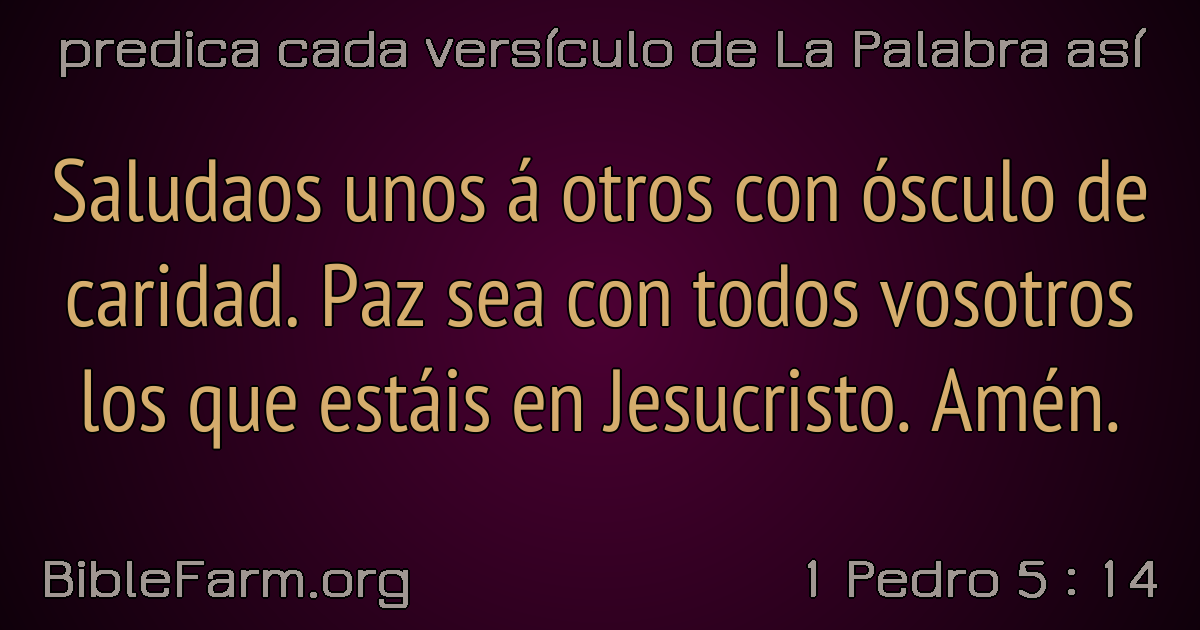 predica cada versículo de La Palabra así
Saludaos unos á otros con ósculo de
caridad. Paz sea con todos vosotros
los que estáis en Jesucristo. Amén.
BibleFarm.org
1 Pedro 5 : 14